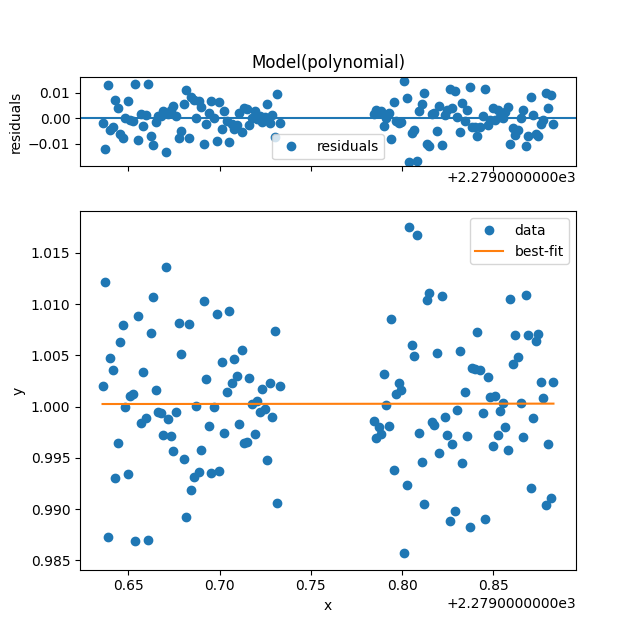 Model(polynomial)
0.01
0.00
−0.01
residuals
residuals
+2.2790000000e3
1.015
1.010
1.005
1.000
0.995
0.990
0.985
y
data
best-fit
0.65
0.70
0.75
0.80
0.85
x
+2.2790000000e3